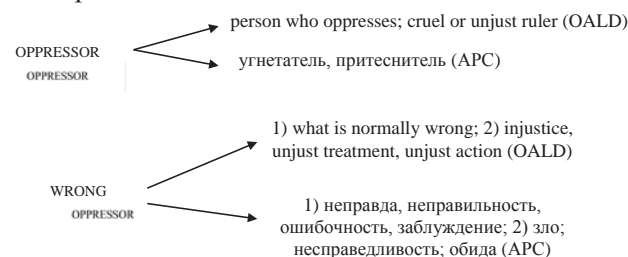 person who oppresses; cruel or unjust ruler (OALD)
OPPRESSOR
OPPRESSOR
угнетатель, притеснитель (АРС)
1) what is normally wrong; 2) injustice,
unjust treatment, unjust action (OALD)
WRONG
OPPRESSOR
1) неправда, неправильность,
ошибочность, заблуждение; 2) зло;
несправедливость; обида (АРС)